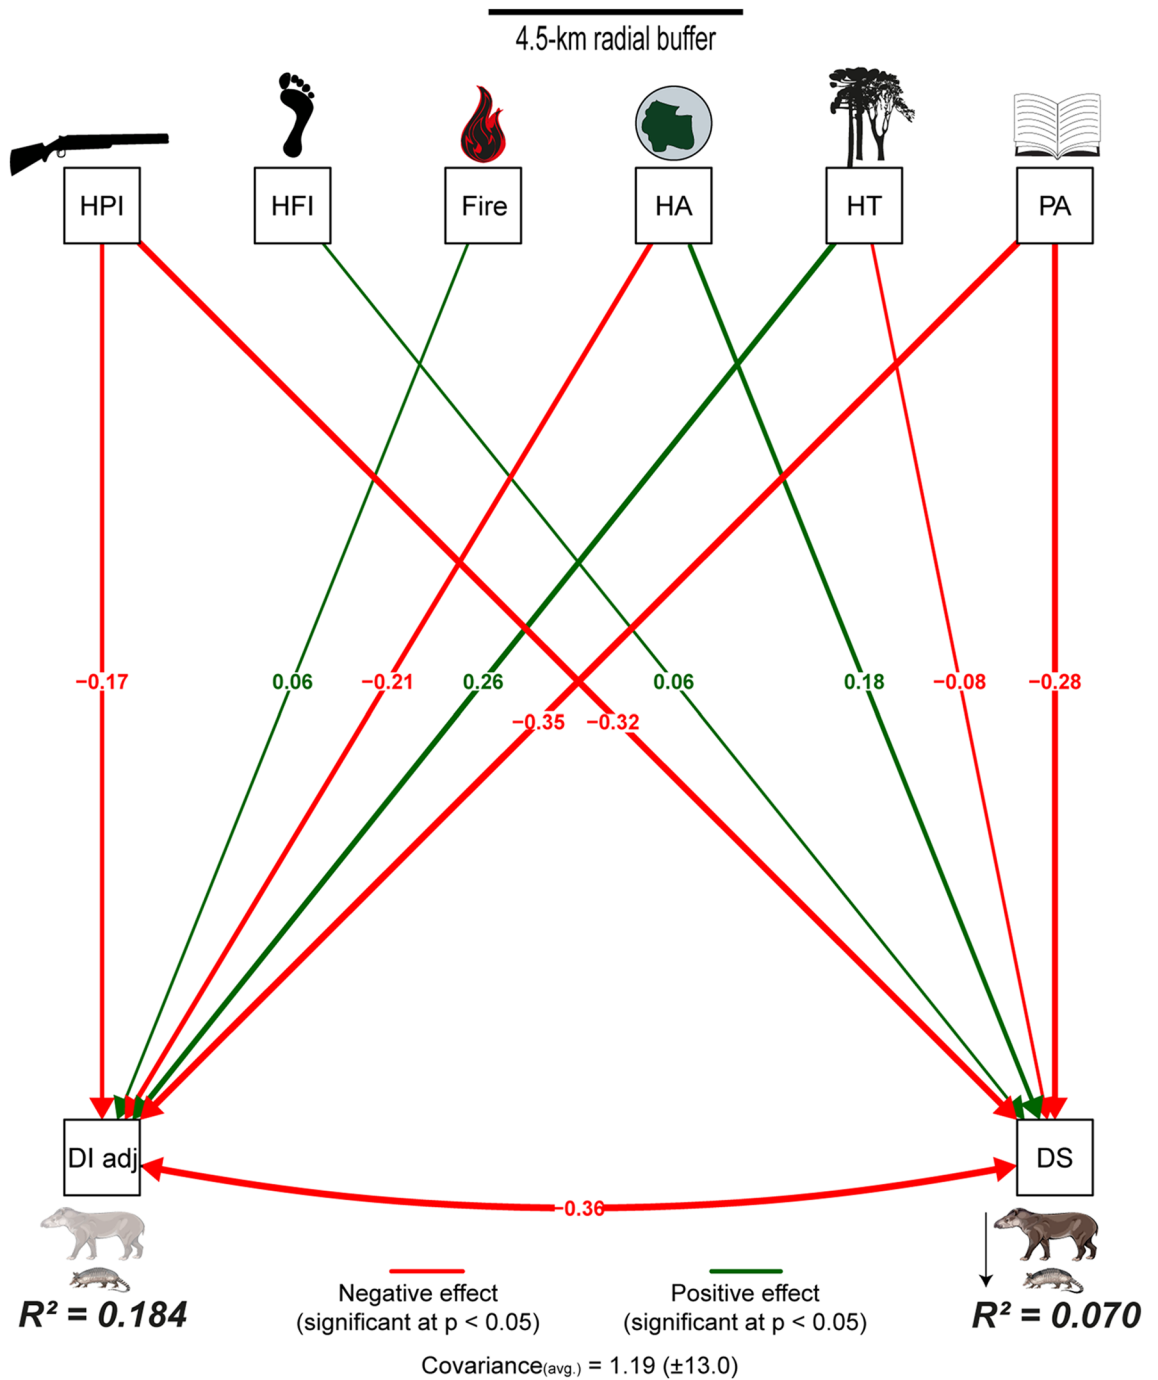 4.5-km radial buffer
HPI HFI Fire HA HT PA
−0.17 0.06 −0.21 0.26 0.06 0.18 −0.08 −0.28
−0.35 −0.32
DI adj DS
−0.36
R² = 0.184 R² = 0.070
Negative effect Positive effect
(significant at p < 0.05) (significant at p < 0.05)
Covariance(avg.) = 1.19 (±13.0)